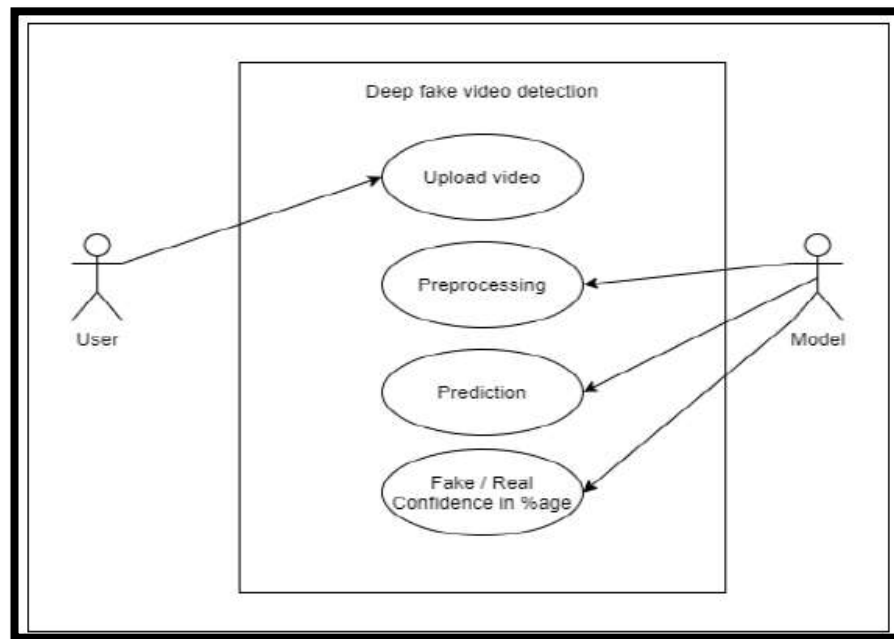 Deep fake video detection
Upload video
Preprocessing
Prediction
Fake / Real
Confidence in %age
User
Model